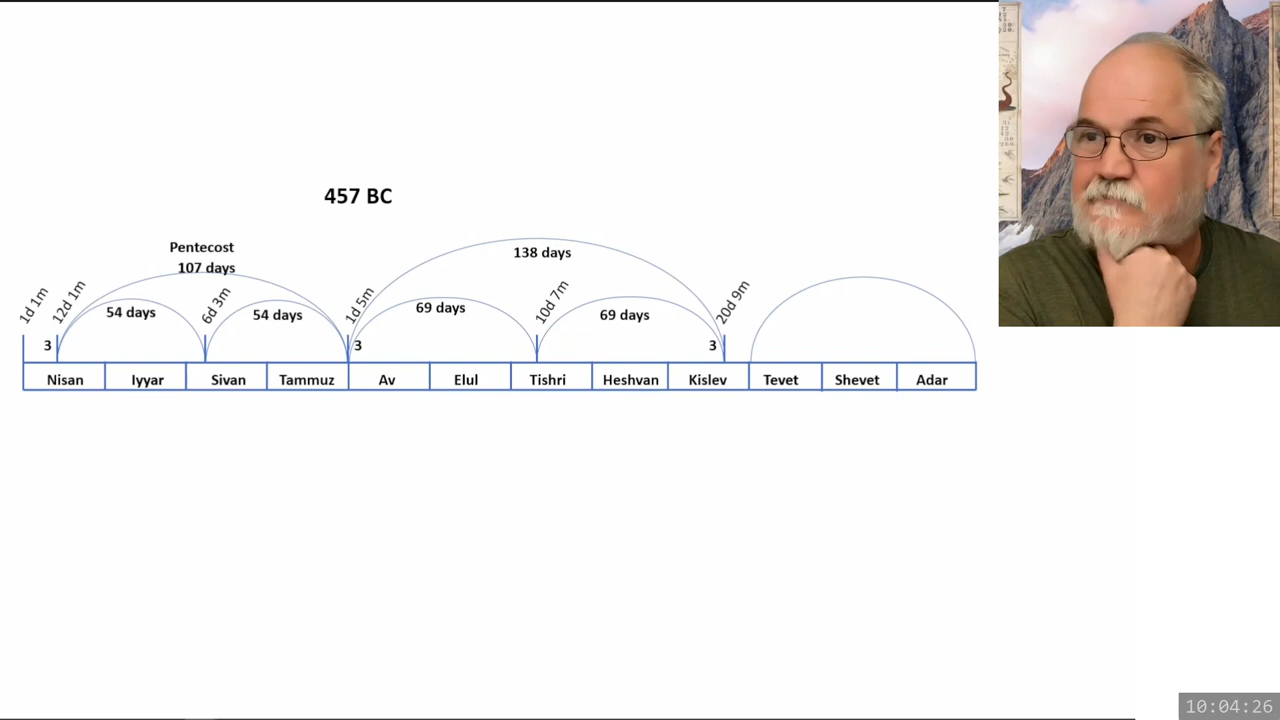 457 BC
Pentecost
107 days
138 days
1d 1m
12d 1m
54 days
6d 3m
54 days
1d 5m
69 days
10d 7m
69 days
20d 9m
3
3
3
Nisan
Iyyar
Sivan
Tammuz
Av
Elul
Tishri
Heshvan
Kislev
Tevet
Shevet
Adar
10:04:26